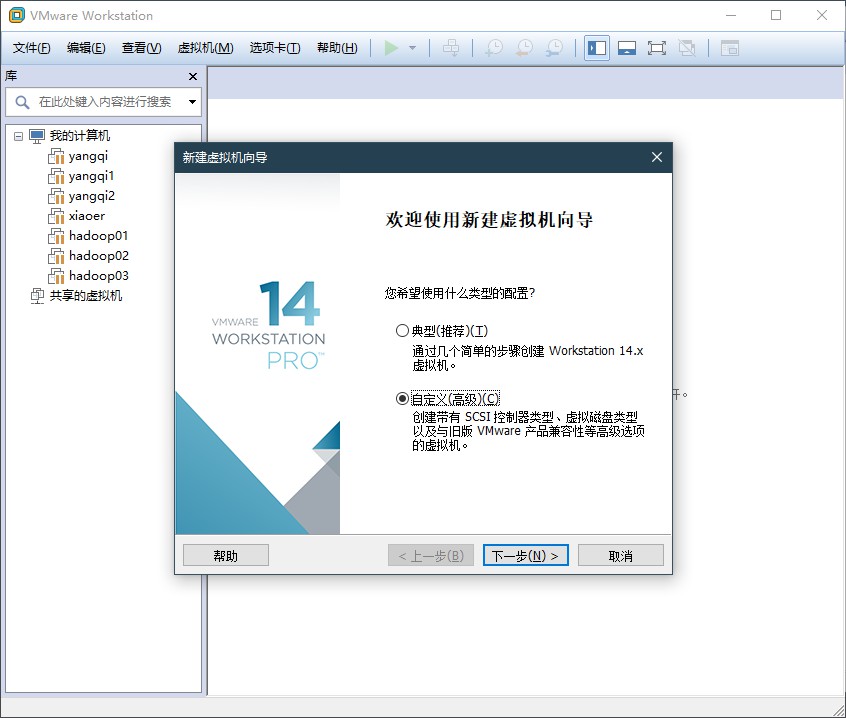 VMware Workstation
文件(F) 编辑(E) 查看(V) 虚拟机(M) 选项卡(T) 帮助(H)
库
在此处键入内容进行搜索
我的计算机
yangqi
yangqi1
yangqi2
xiaoer
hadoop01
hadoop02
hadoop03
共享的虚拟机
新建虚拟机向导
VMWARE 14
WORKSTATION
PRO™
欢迎使用新建虚拟机向导
您希望使用什么类型的配置?
典型(推荐)(T)
通过几个简单的步骤创建 Workstation 14.x
虚拟机。
自定义(高级)(C)
创建带有 SCSI 控制器类型、虚拟磁盘类型
以及与旧版 VMware 产品兼容性等高级选项
的虚拟机。
开。
帮助
< 上一步(B)
下一步(N) >
取消